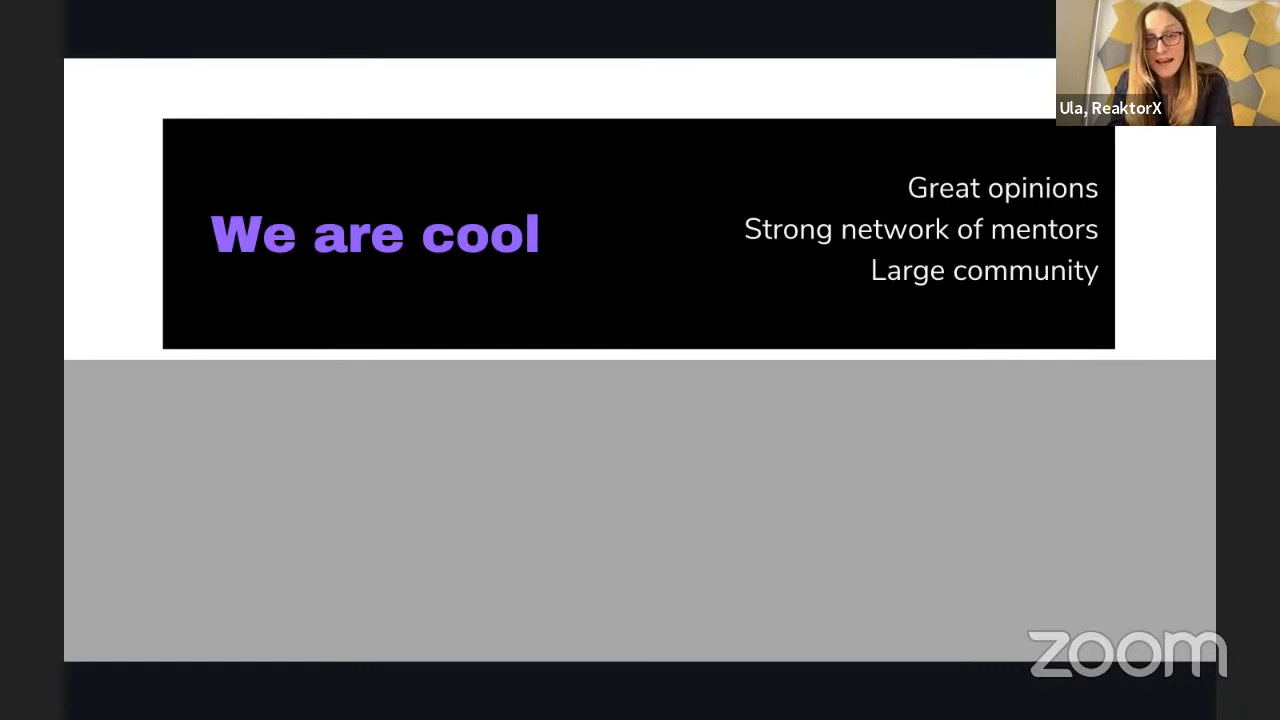 Ula, ReaktorX
We are cool
Great opinions
Strong network of mentors
Large community
zoom